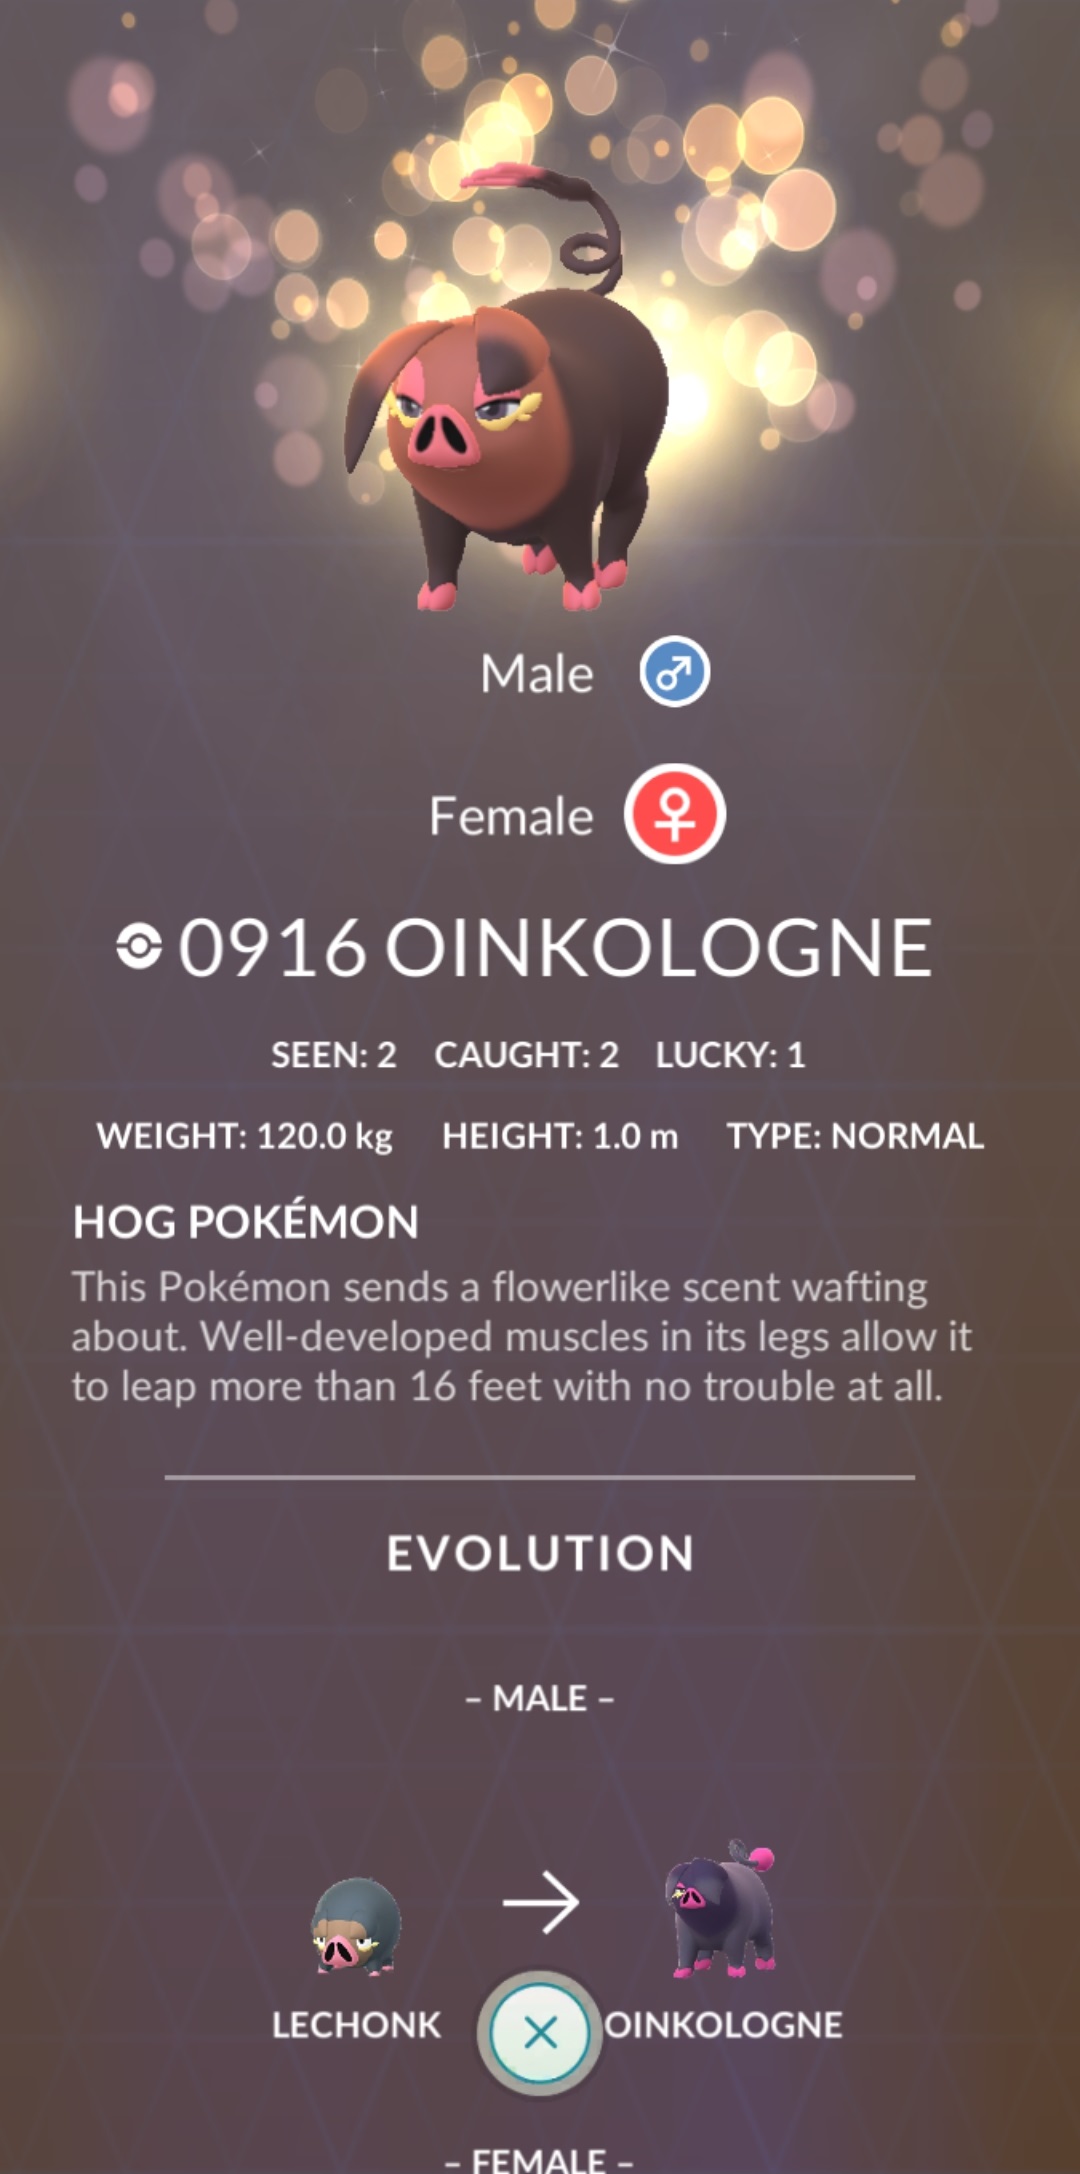 Male
Female
0916 OINKOLOGNE
SEEN: 2 CAUGHT: 2 LUCKY: 1
WEIGHT: 120.0 kg HEIGHT: 1.0 m TYPE: NORMAL
HOG POKÉMON
This Pokémon sends a flowerlike scent wafting
about. Well-developed muscles in its legs allow it
to leap more than 16 feet with no trouble at all.
EVOLUTION
– MALE –
LECHONK OINKOLOGNE
– FEMALE –